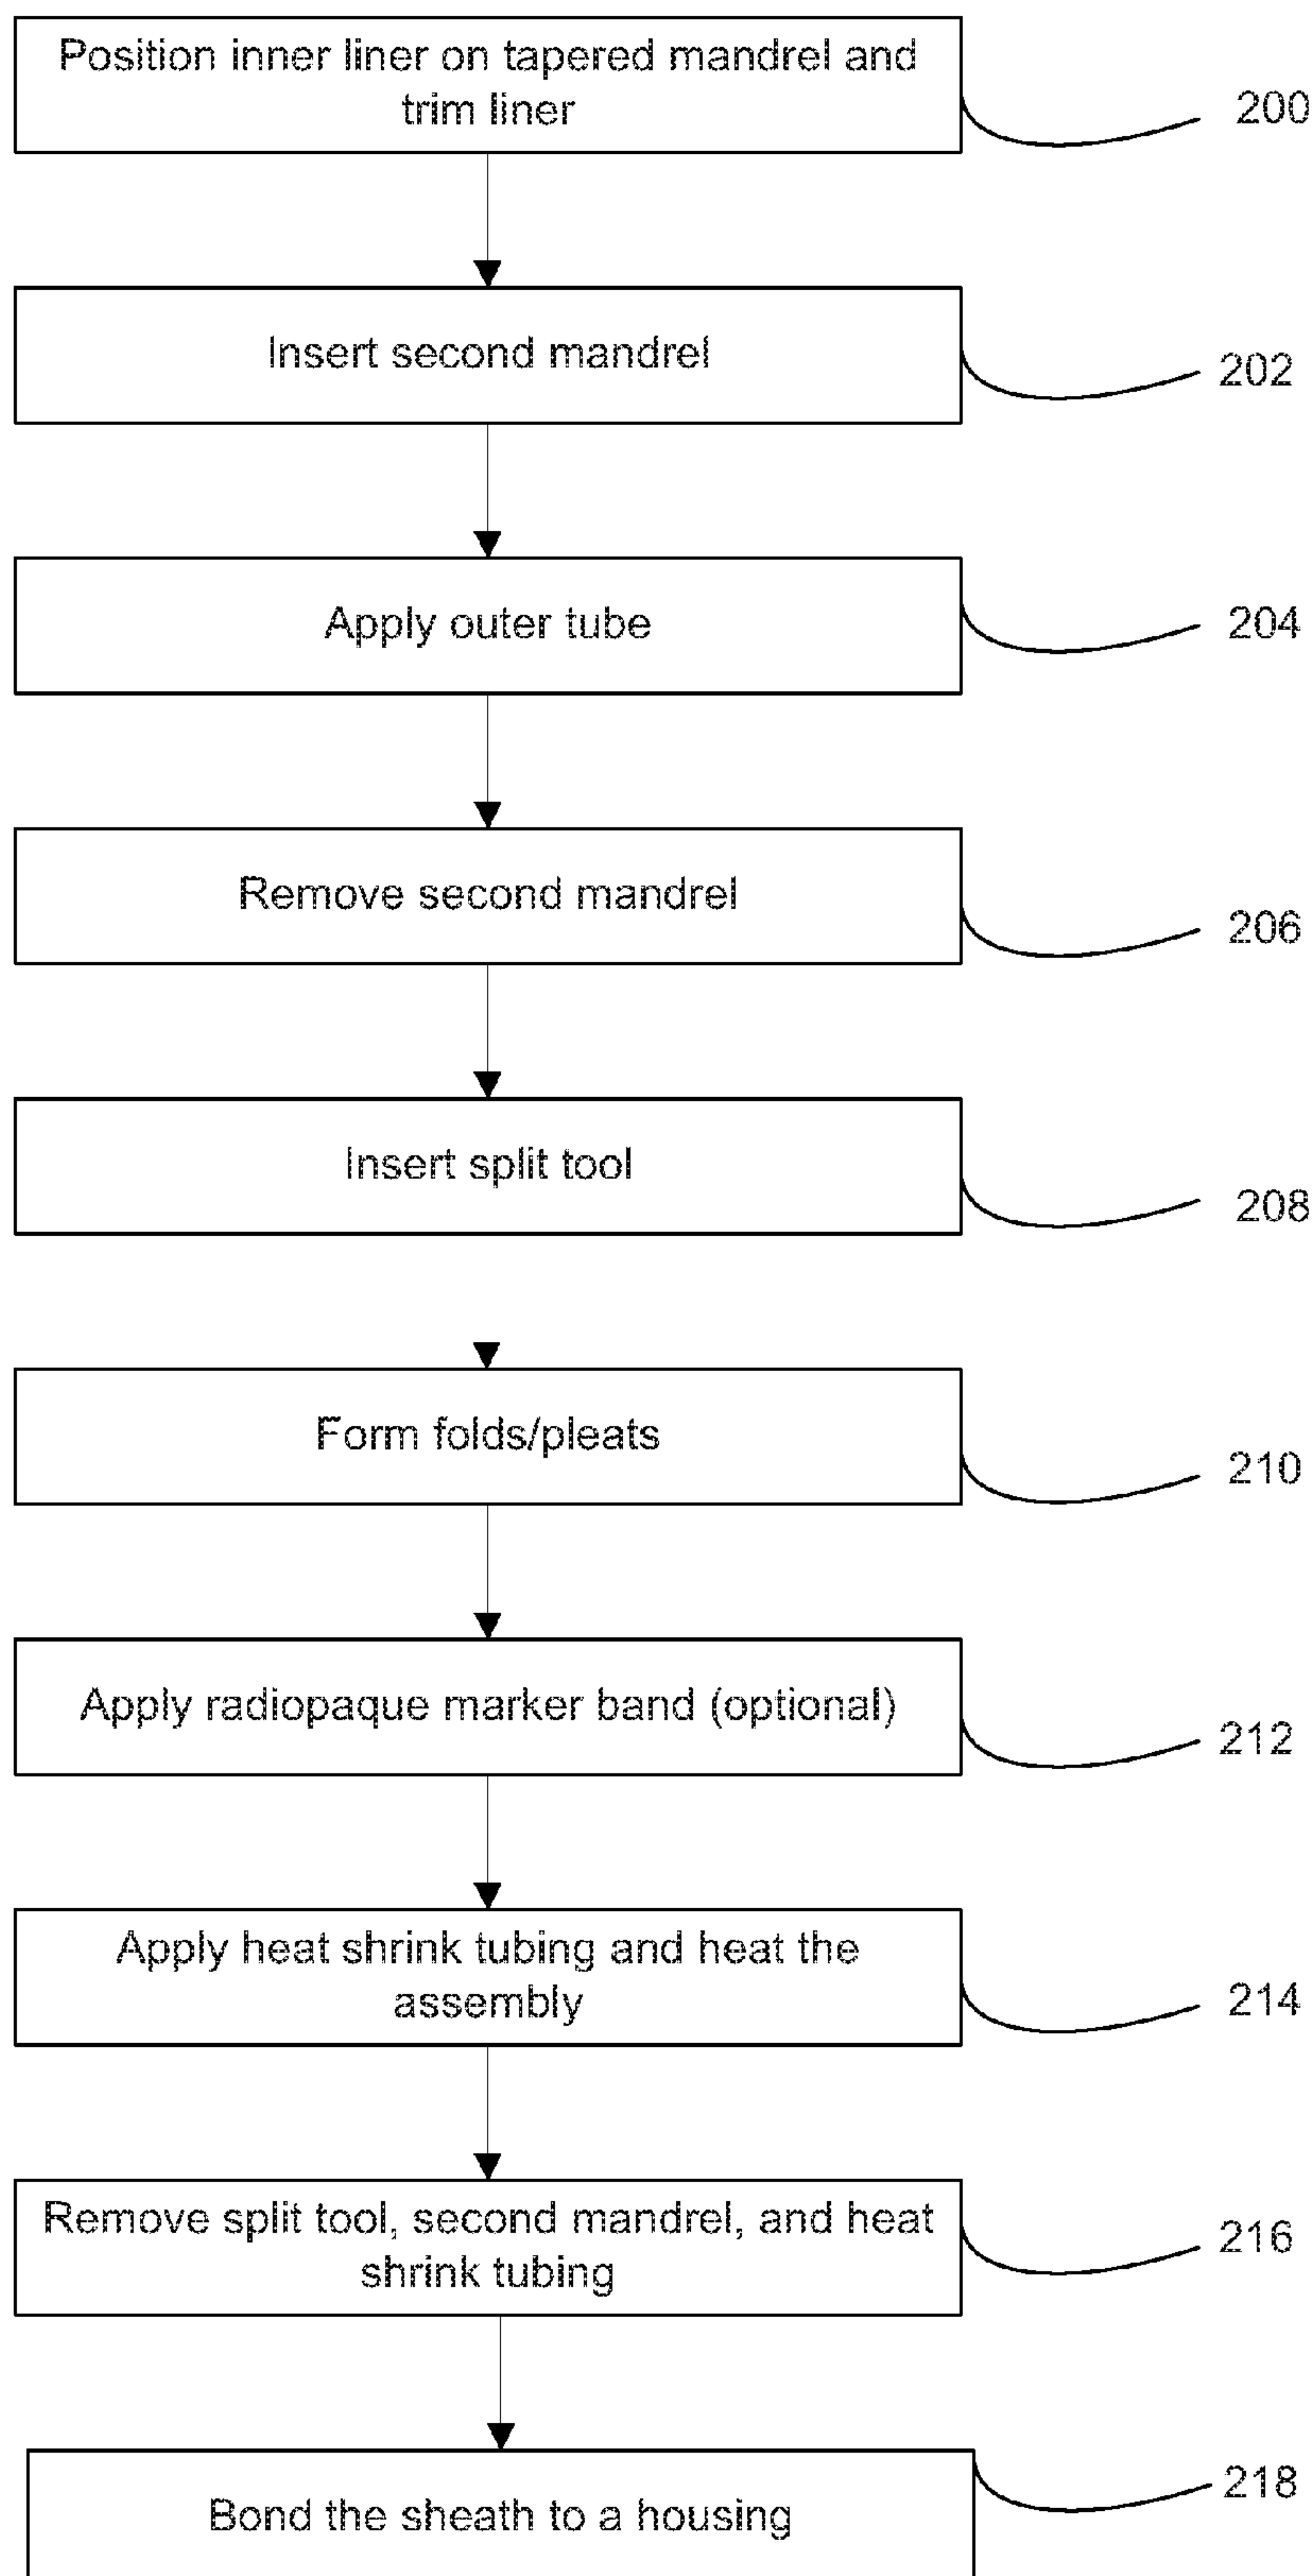 Position inner liner on tapered mandrel and
trim liner
200
Insert second mandrel
202
Apply outer tube
204
Remove second mandrel
206
Insert split tool
208
Form folds/pleats
210
Apply radiopaque marker band (optional)
212
Apply heat shrink tubing and heat the
assembly
214
Remove split tool, second mandrel, and heat
shrink tubing
216
Bond the sheath to a housing
218